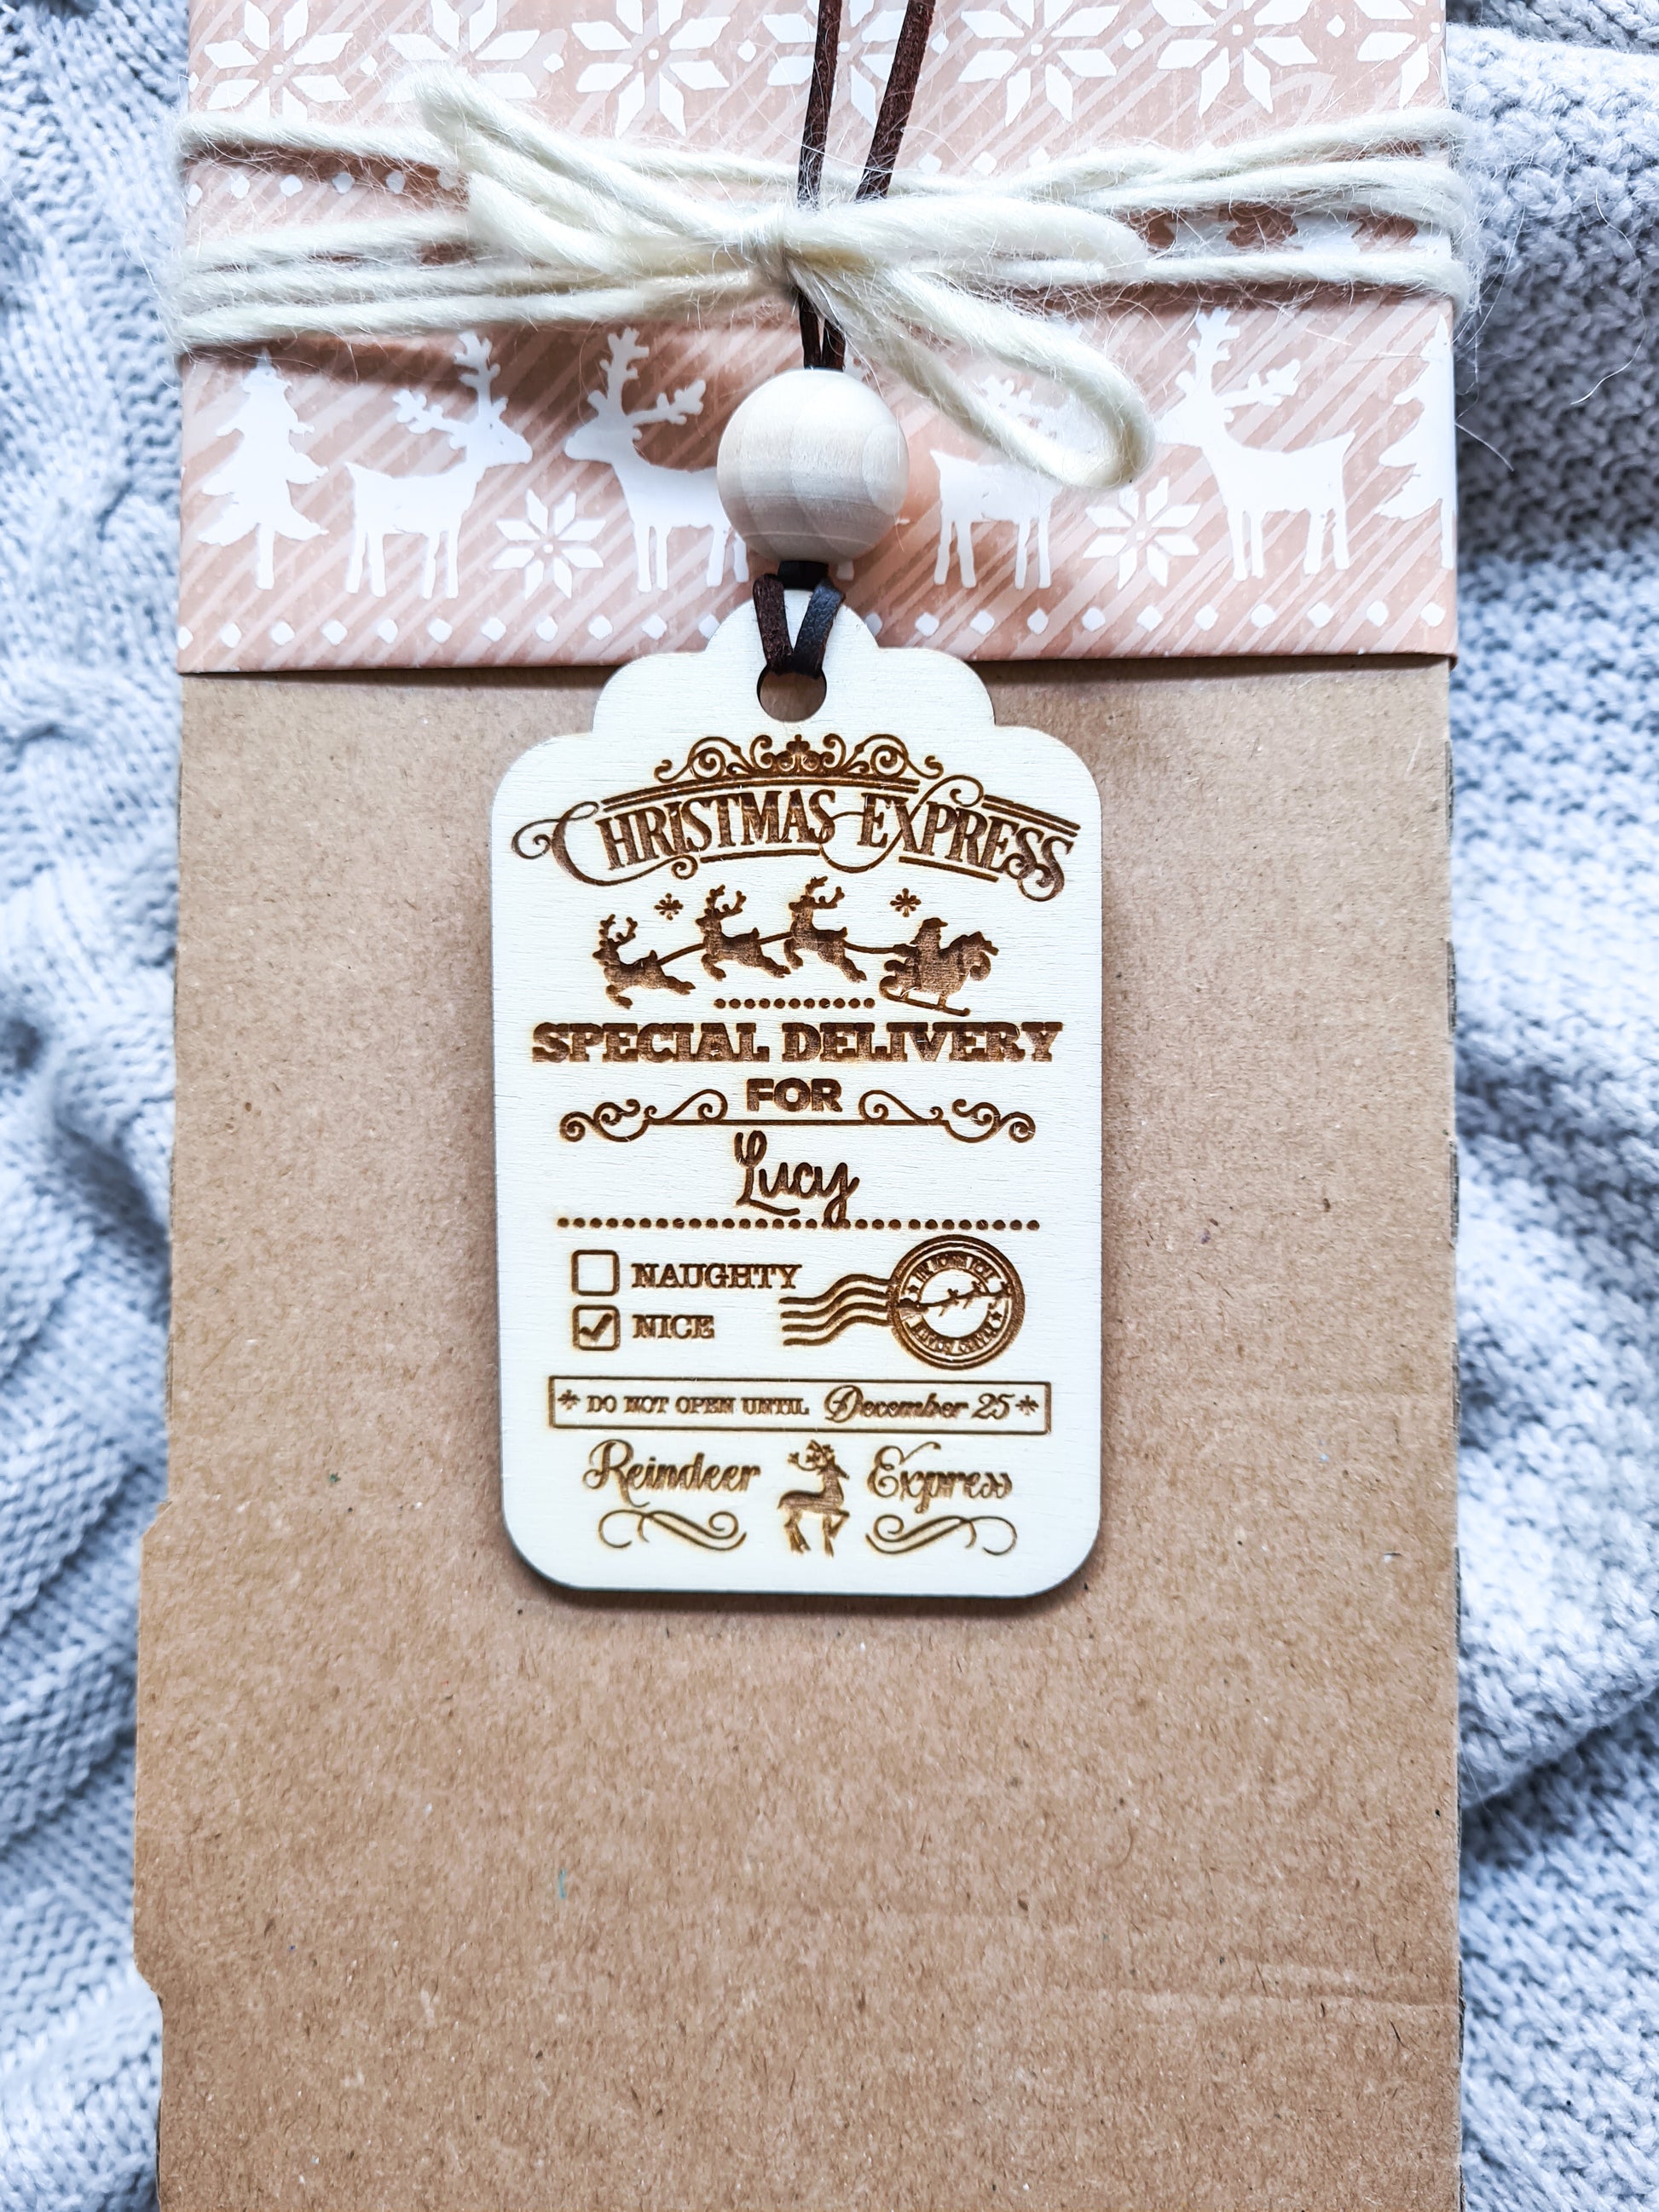 CHRISTMAS EXPRESS
SPECIAL DELIVERY
FOR
Lucy
NAUGHTY
NICE
DO NOT OPEN UNTIL December 25
Reindeer Express